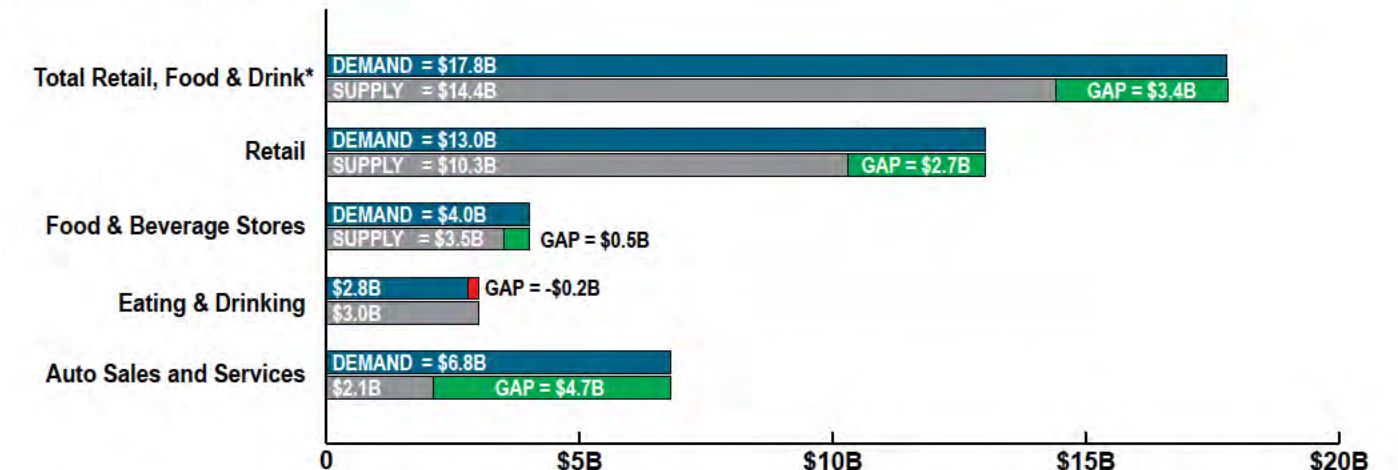 Total Retail, Food & Drink*
DEMAND = $17.8B
SUPPLY = $14.4B
GAP = $3.4B
Retail
DEMAND = $13.0B
SUPPLY = $10.3B
GAP = $2.7B
Food & Beverage Stores
DEMAND = $4.0B
SUPPLY = $3.5B
GAP = $0.5B
Eating & Drinking
$2.8B
GAP = -$0.2B
$3.0B
Auto Sales and Services
DEMAND = $6.8B
$2.1B
GAP = $4.7B
0 $5B $10B $15B $20B